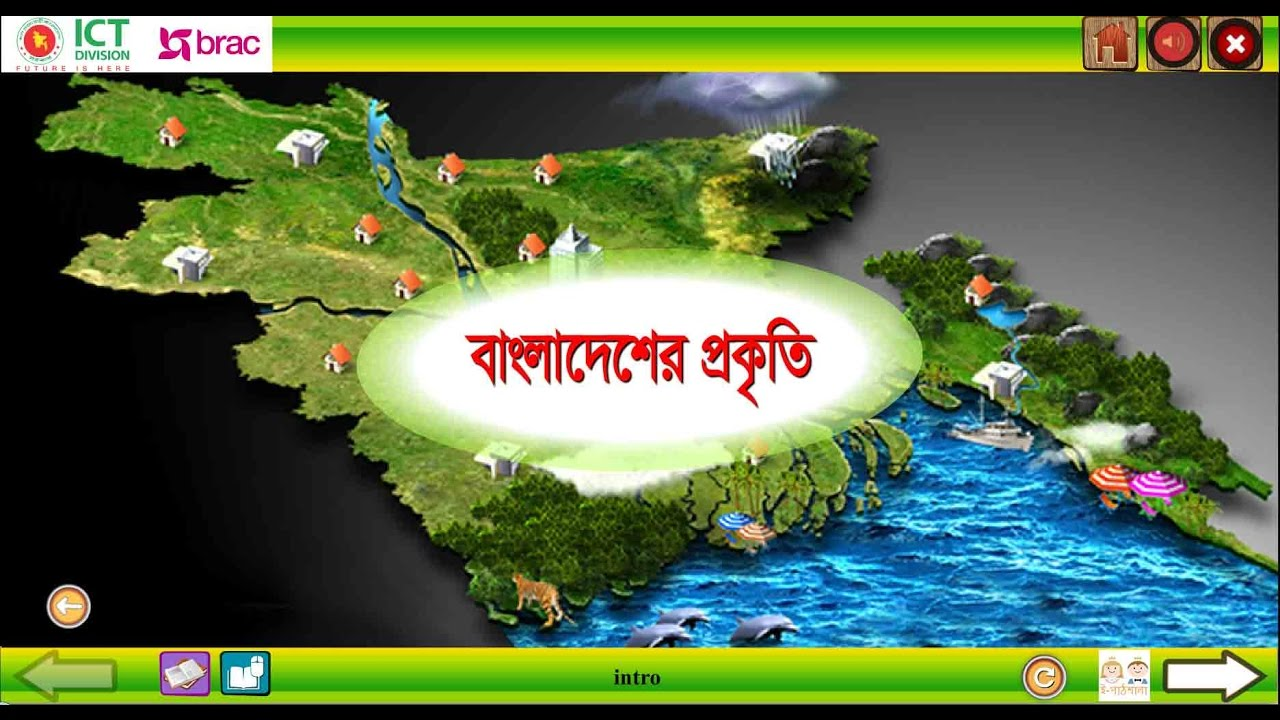 ICT
DIVISION
FUTURE IS HERE
brac
বাংলাদেশের প্রকৃতি
intro
ই-পাঠশালা